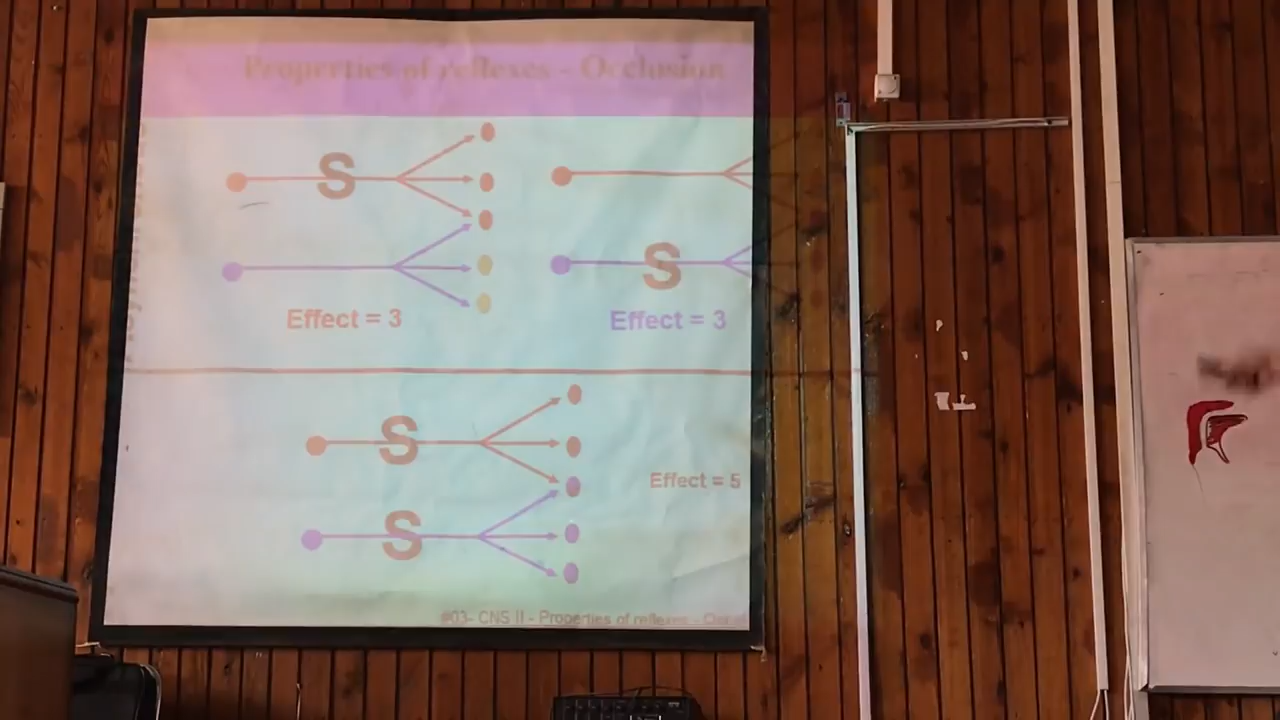 Properties of reflexes - Occlusion
S
S
Effect = 3
Effect = 3
S
Effect = 5
S
#03- CNS II - Properties of reflexes -